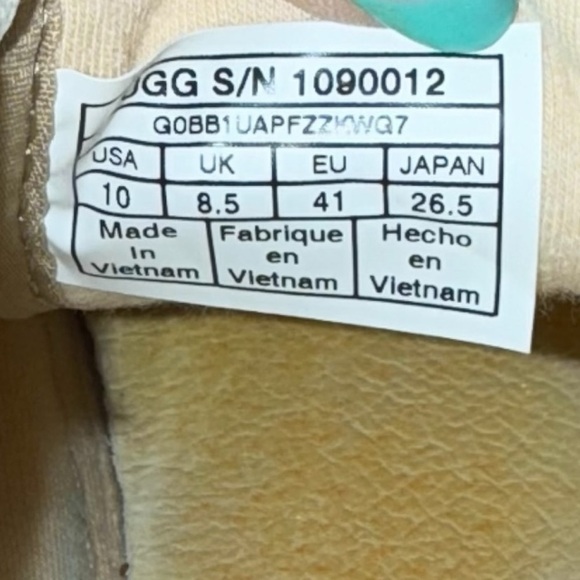 UGG S/N 1090012
USA UK EU JAPAN
10 8.5 41 26.5
Made Fabrique Hecho
In en en
Vietnam Vietnam Vietnam